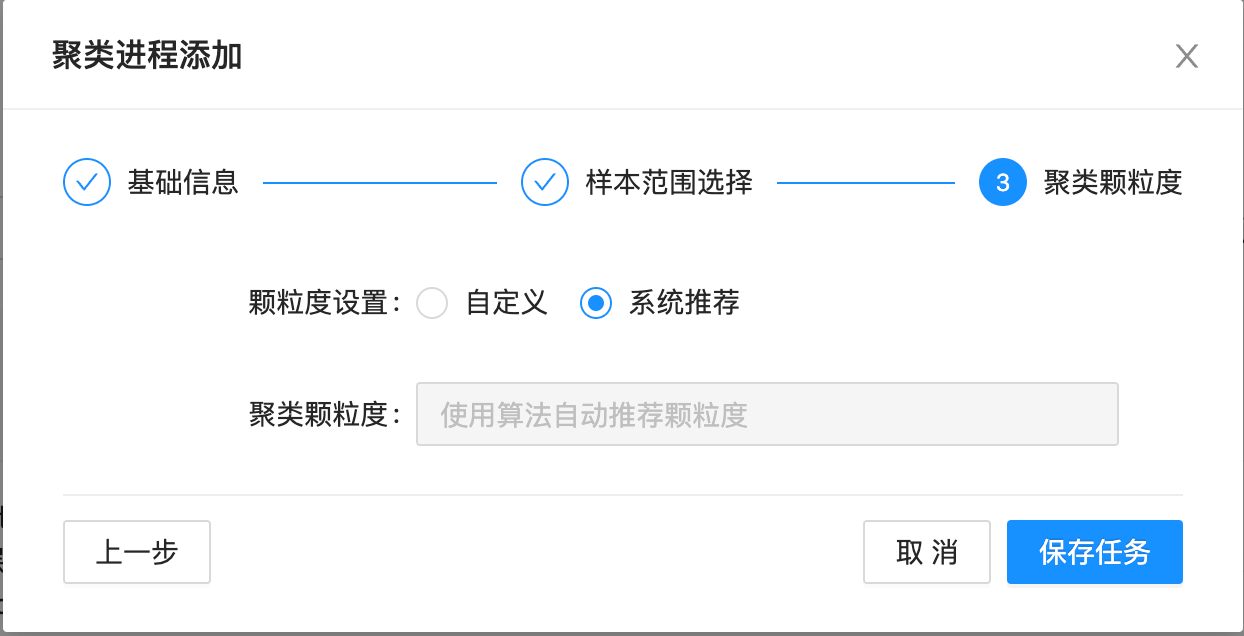 聚类进程添加
基础信息 样本范围选择 3 聚类颗粒度
颗粒度设置: 自定义 系统推荐
聚类颗粒度: 使用算法自动推荐颗粒度
上一步 取 消 保存任务